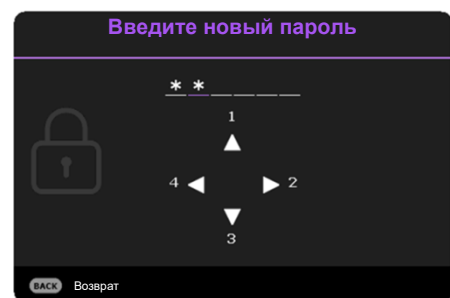 Введите новый пароль
* * _ _ _ _
1
4 ◀ ▶ 2
3
BACK Возврат